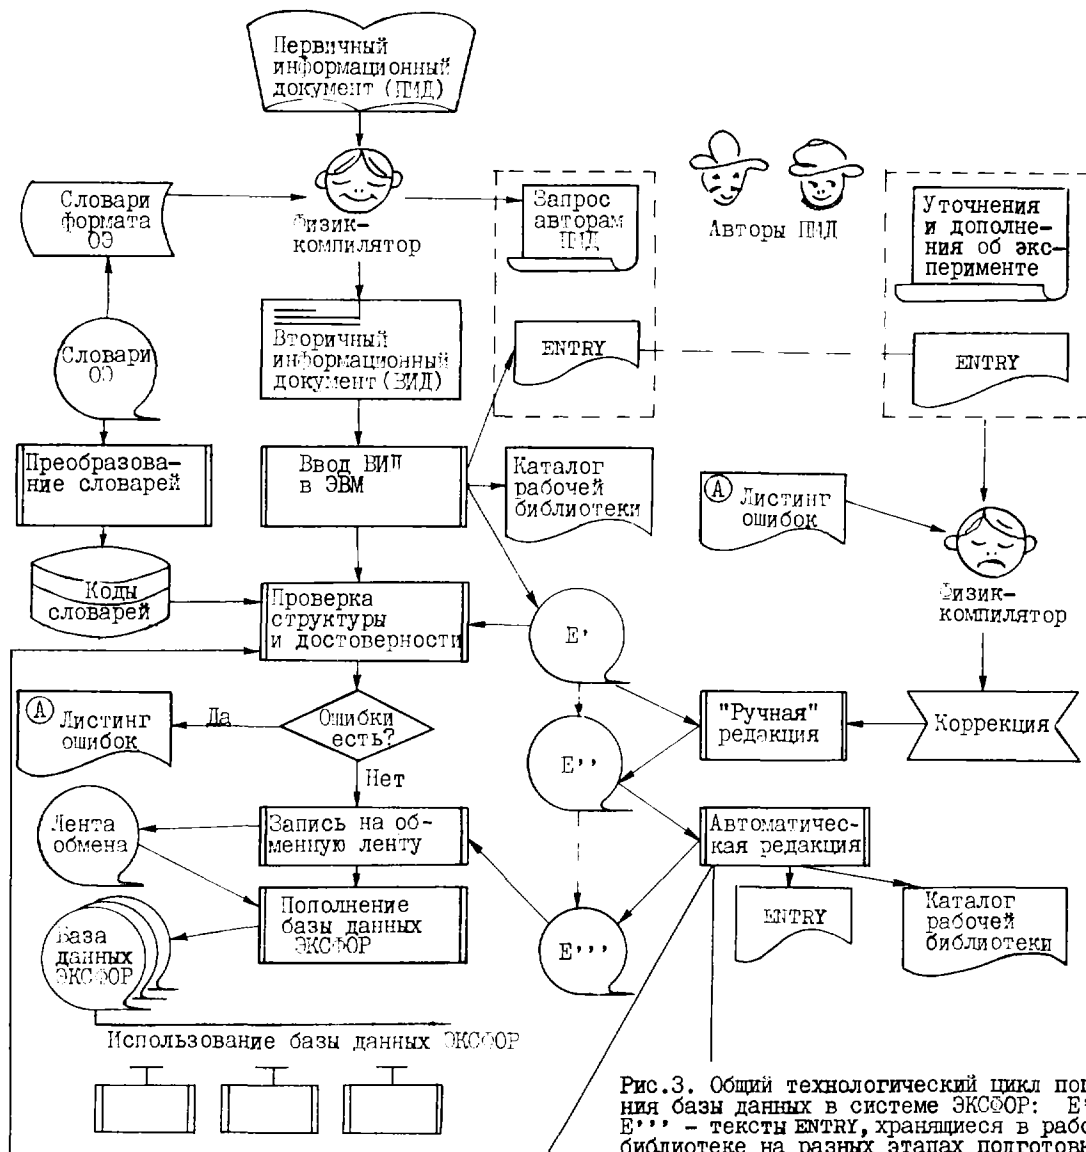 Первичный
информационный
документ (ПИД)
Словари
формата
ОЭ
Физик-
компилятор
Запрос
авторам
ПИД
Авторы ПИД
Уточнения
и дополне-
ния об экс-
перименте
Словари
ОЭ
Вторичный
информационный
документ (ВИД)
ENTRY
ENTRY
Преобразова-
ние словарей
Ввод ВИД
в ЭВМ
Каталог
рабочей
библиотеки
А Листинг
ошибок
Физик-
компилятор
Коды
словарей
Проверка
структуры
и достоверности
E'
А Листинг
ошибок
Да
Ошибки
есть?
Нет
E''
"Ручная"
редакция
Коррекция
Лента
обмена
Запись на об-
менную ленту
Автоматичес-
кая редакция
База
данных
ЭКСФОР
Пополнение
базы данных
ЭКСФОР
E'''
ENTRY
Каталог
рабочей
библиотеки
Использование базы данных ЭКСФОР
Рис.3. Общий технологический цикл
ния базы данных в системе ЭКСФОР: E'
E''' - тексты ENTRY, хранящиеся в
библиотеке на разных этапах